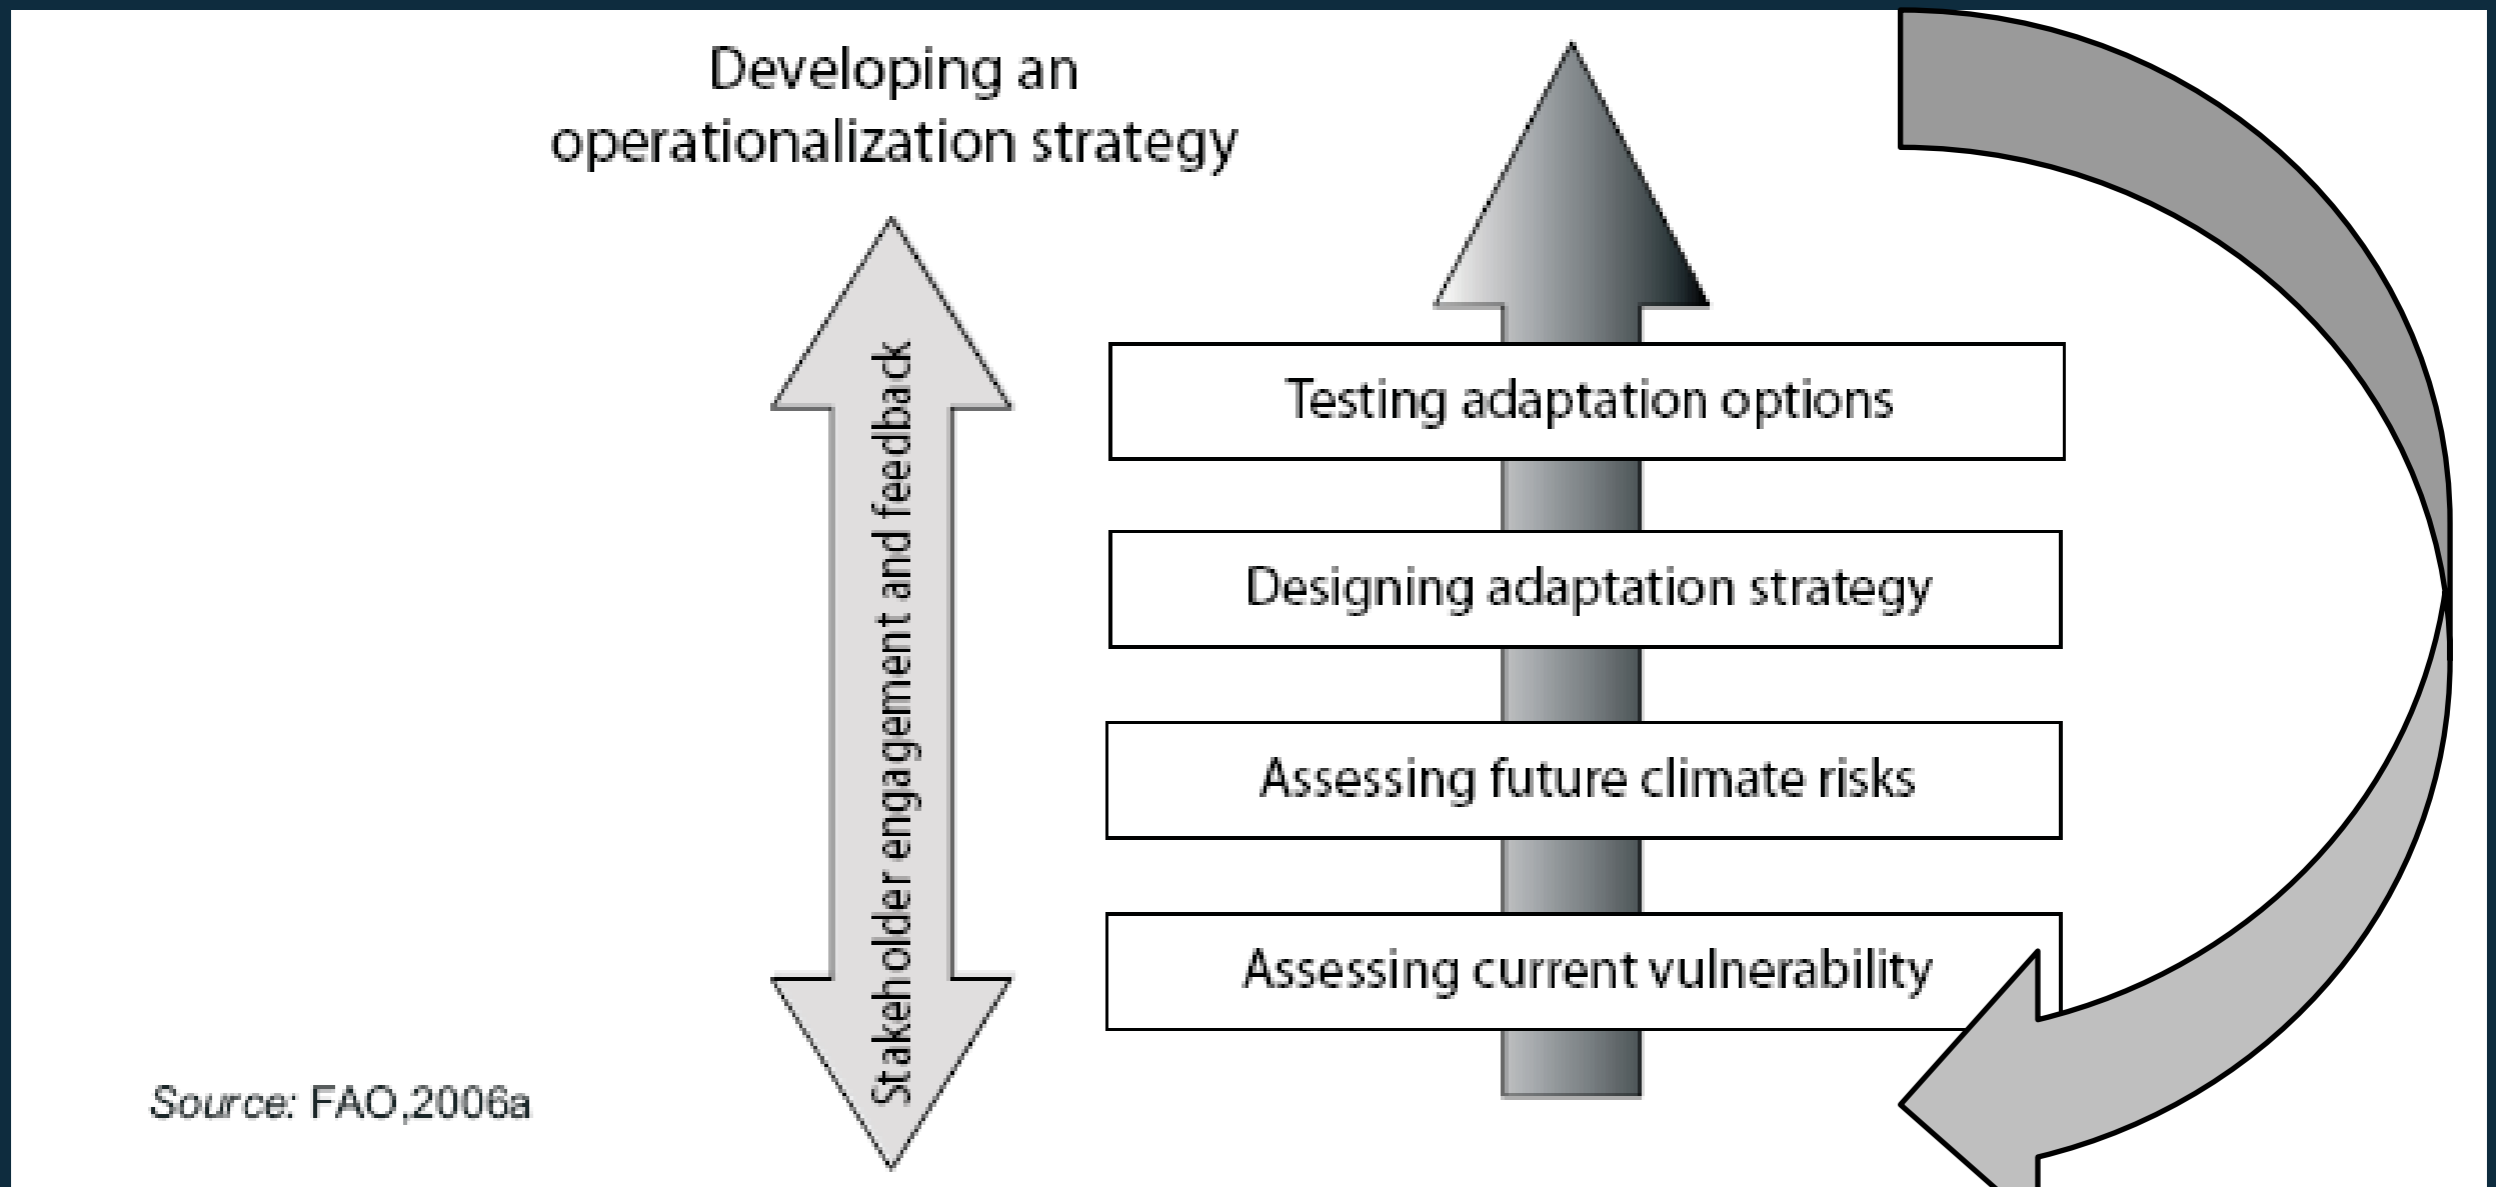 Developing an
operationalization strategy
Stakeholder engagement and feedback
Testing adaptation options
Designing adaptation strategy
Assessing future climate risks
Assessing current vulnerability
Source: FAO,2006a